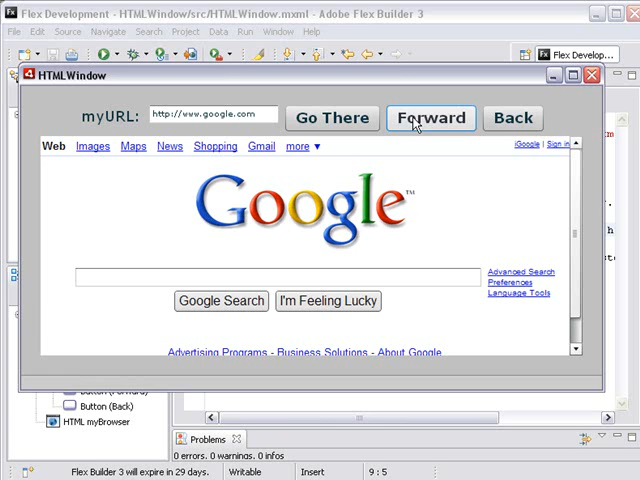 Flex Development - HTMLWindow/src/HTMLWindow.mxml - Adobe Flex Builder 3
File Edit Source Navigate Search Project Data Run Window Help
Flex Develop...
HTMLWindow
myURL: http://www.google.com Go There Forward Back
Web Images Maps News Shopping Gmail more ▼ iGoogle | Sign in
Google™
Advanced Search
Preferences
Language Tools
Google Search I'm Feeling Lucky
Advertising Programs - Business Solutions - About Google
Button (Forward)
Button (Back)
HTML myBrowser
Problems
0 errors, 0 warnings, 0 infos
Flex Builder 3 will expire in 29 days. Writable Insert 9 : 5